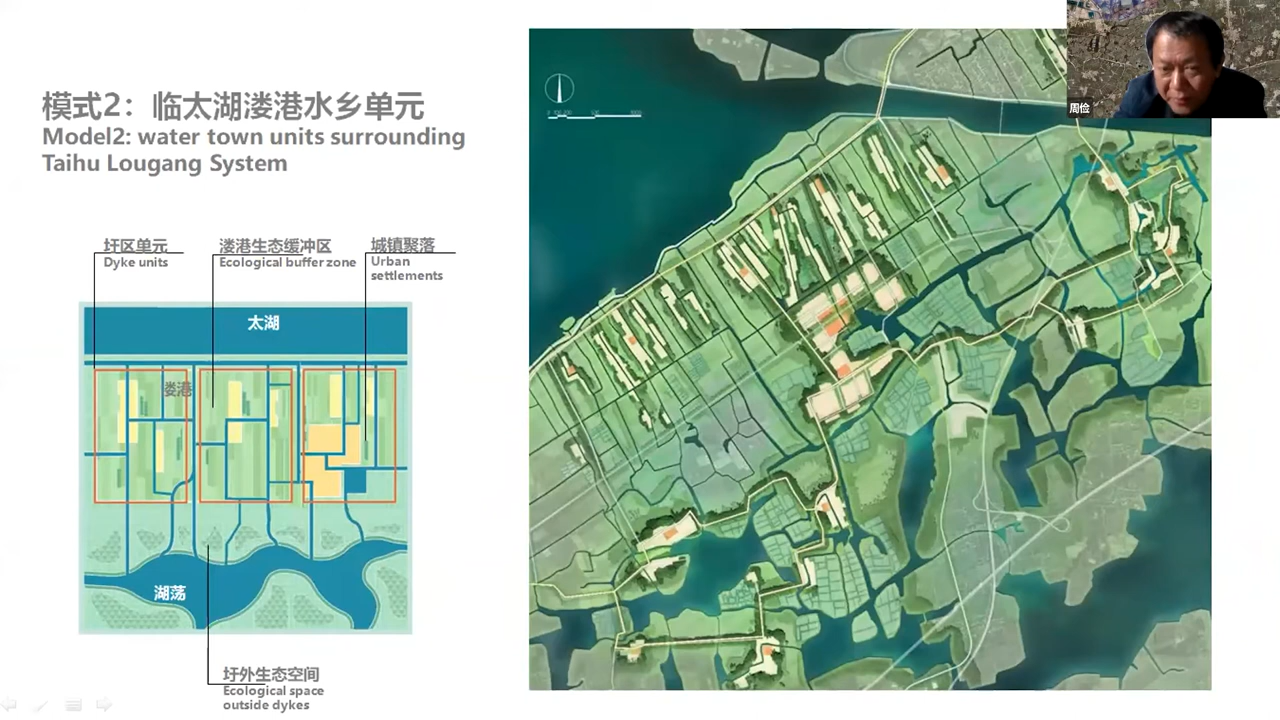 模式2：临太湖溇港水乡单元
Model2: water town units surrounding
Taihu Lougang System
周俭
圩区单元
Dyke units
溇港生态缓冲区
Ecological buffer zone
城镇聚落
Urban
settlements
太湖
娄港
湖荡
圩外生态空间
Ecological space
outside dykes